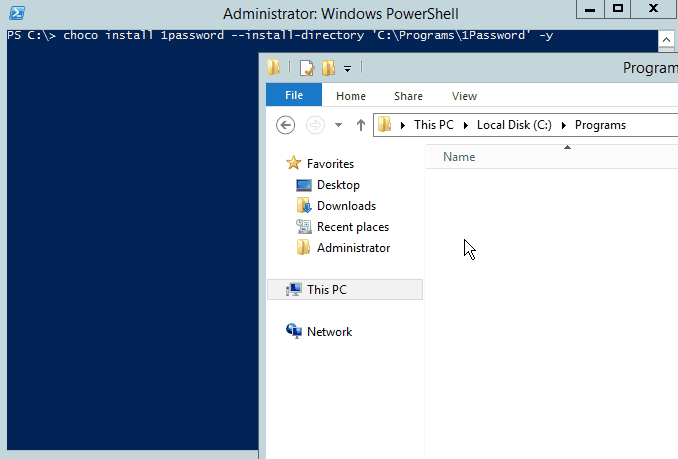 Administrator: Windows PowerShell
PS C:\> choco install 1password --install-directory 'C:\Programs\1Password' -y
Program
File Home Share View
This PC Local Disk (C:) Programs
Name
Favorites
Desktop
Downloads
Recent places
Administrator
This PC
Network